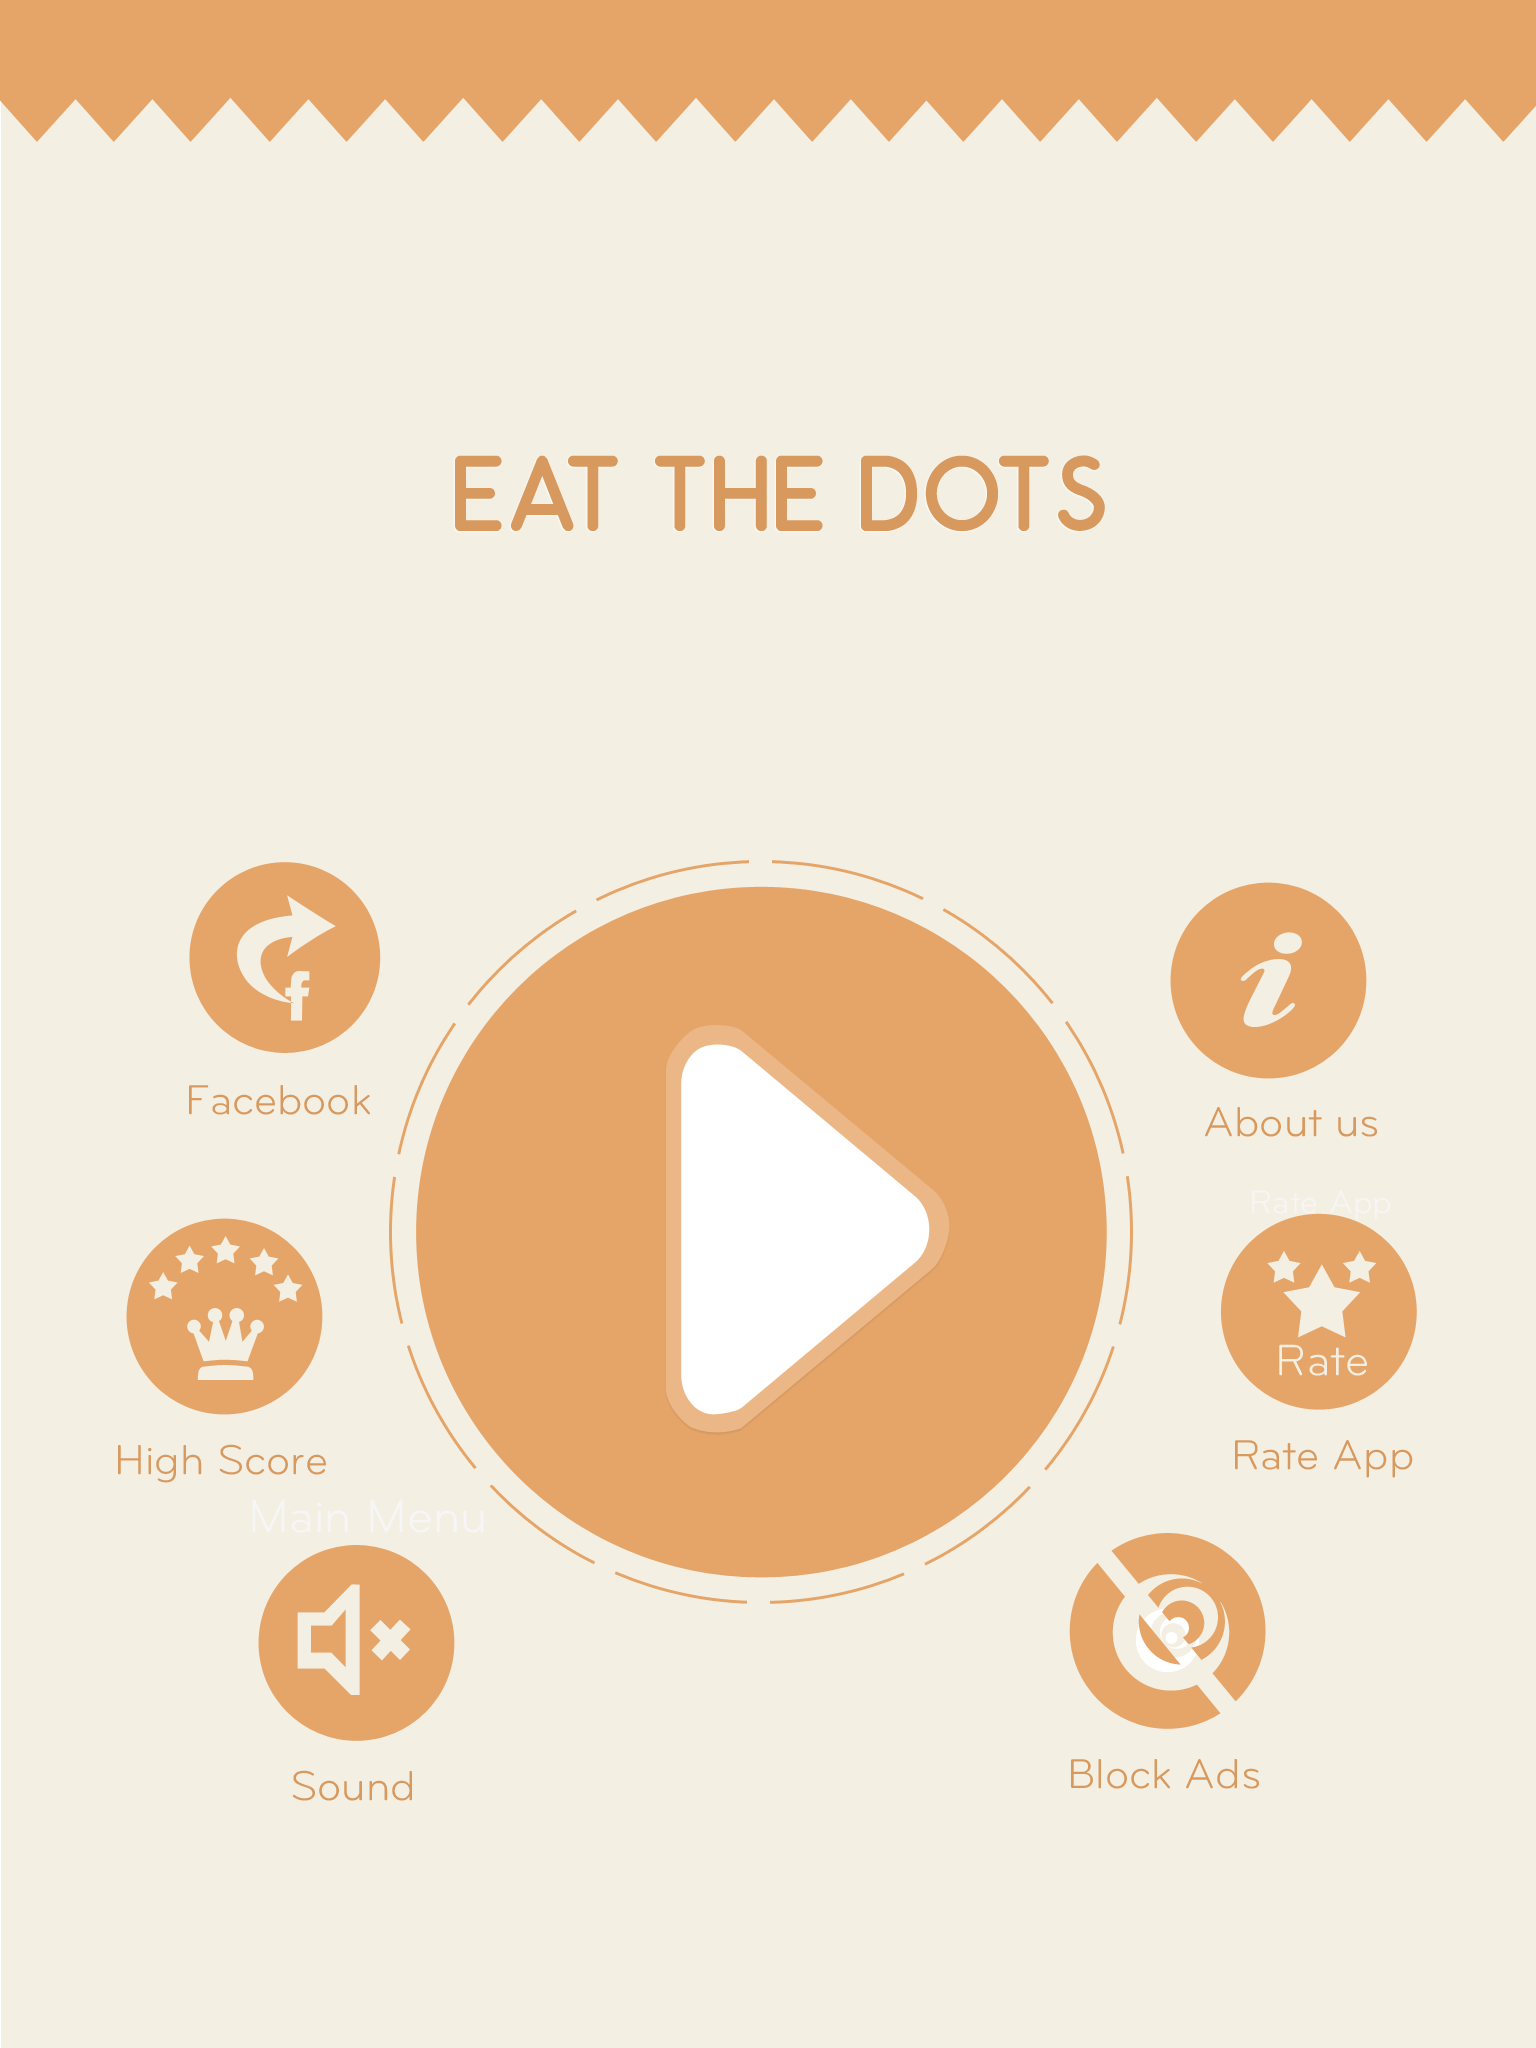 EAT THE DOTS
Facebook
About us
Rate App
Rate
High Score
Rate App
Main Menu
Sound
Block Ads